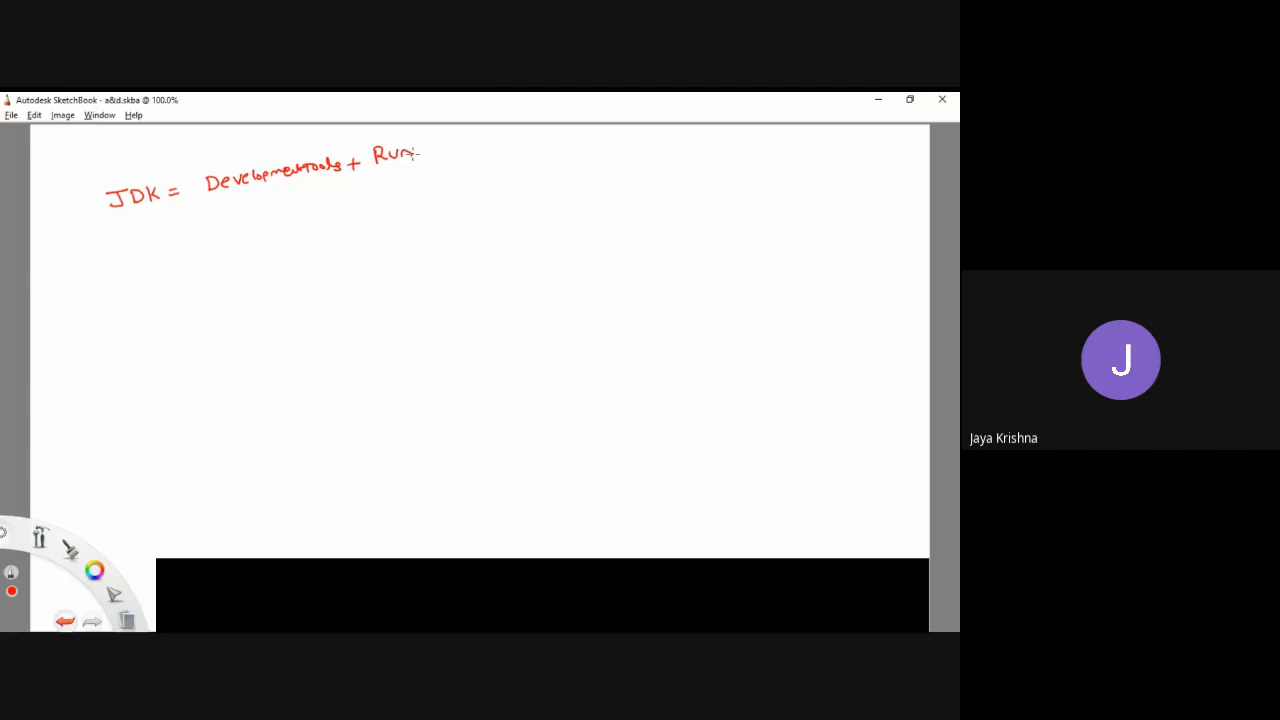 Autodesk SketchBook - a&d.skba @ 100.0%
File Edit Image Window Help
JDK = Developmenttools + Run
J
Jaya Krishna